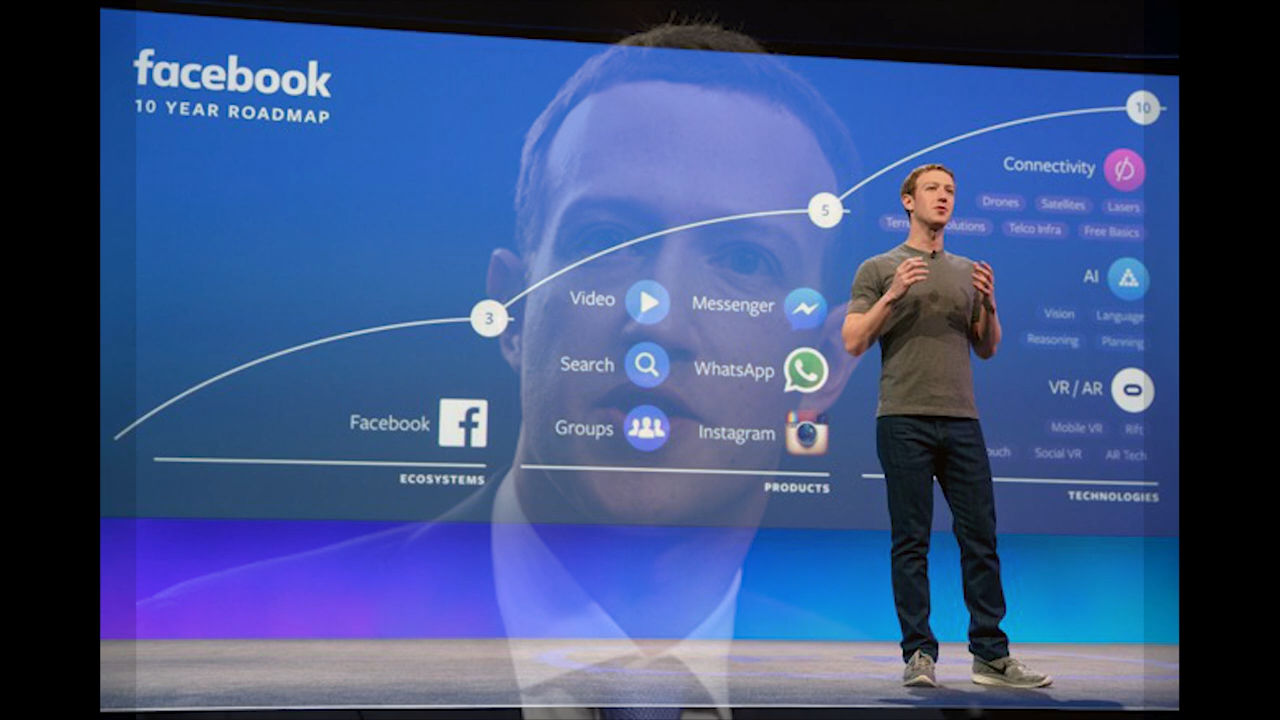 facebook
10 YEAR ROADMAP
10
Connectivity
Drones Satellites Lasers
5
Telco Infra Free Basics
AI
Video Messenger
Vision Language
3
Reasoning Planning
Search WhatsApp
VR / AR
Facebook
Groups Instagram
Mobile VR Rift
Social VR AR Tech
ECOSYSTEMS
PRODUCTS
TECHNOLOGIES